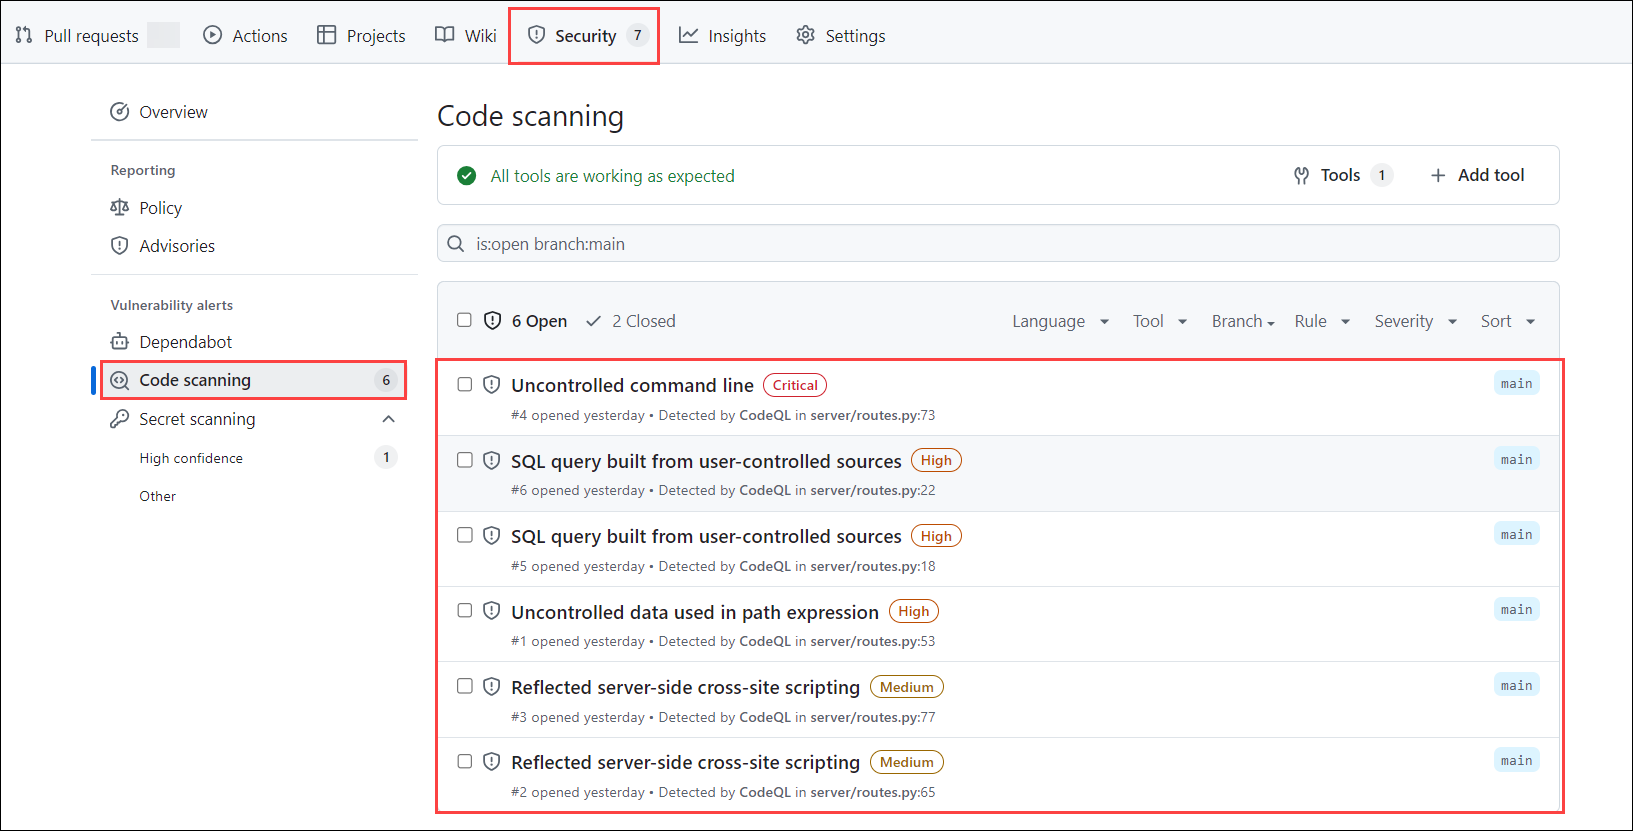 Pull requests Actions Projects Wiki Security 7 Insights Settings
Overview
Reporting
Policy
Advisories
Vulnerability alerts
Dependabot
Code scanning 6
Secret scanning
High confidence 1
Other
Code scanning
All tools are working as expected Tools 1 Add tool
is:open branch:main
6 Open 2 Closed Language Tool Branch Rule Severity Sort
Uncontrolled command line Critical main
#4 opened yesterday • Detected by CodeQL in server/routes.py:73
SQL query built from user-controlled sources High main
#6 opened yesterday • Detected by CodeQL in server/routes.py:22
SQL query built from user-controlled sources High main
#5 opened yesterday • Detected by CodeQL in server/routes.py:18
Uncontrolled data used in path expression High main
#1 opened yesterday • Detected by CodeQL in server/routes.py:53
Reflected server-side cross-site scripting Medium main
#3 opened yesterday • Detected by CodeQL in server/routes.py:77
Reflected server-side cross-site scripting Medium main
#2 opened yesterday • Detected by CodeQL in server/routes.py:65